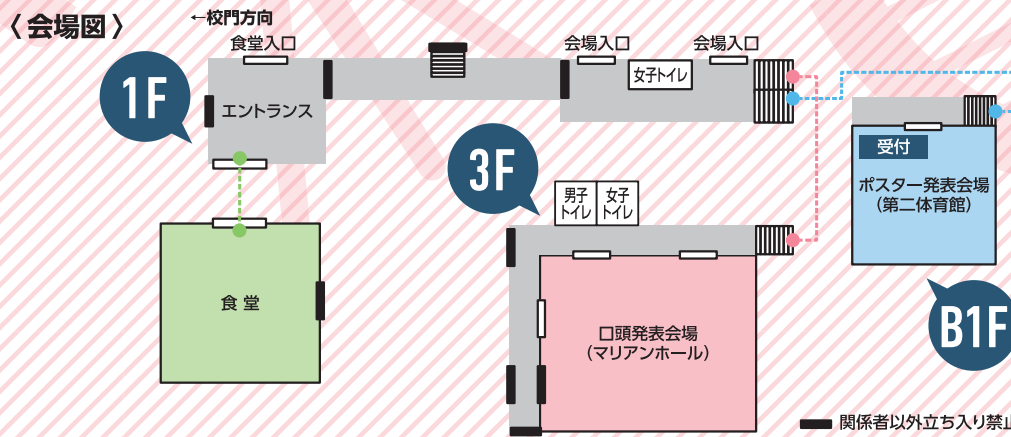 〈会場図〉
←校門方向
食堂入口
会場入口
会場入口
女子トイレ
1F
エントランス
受付
ポスター発表会場
（第二体育館）
3F
男子
トイレ
女子
トイレ
食堂
口頭発表会場
（マリアンホール）
B1F
関係者以外立ち入り禁止